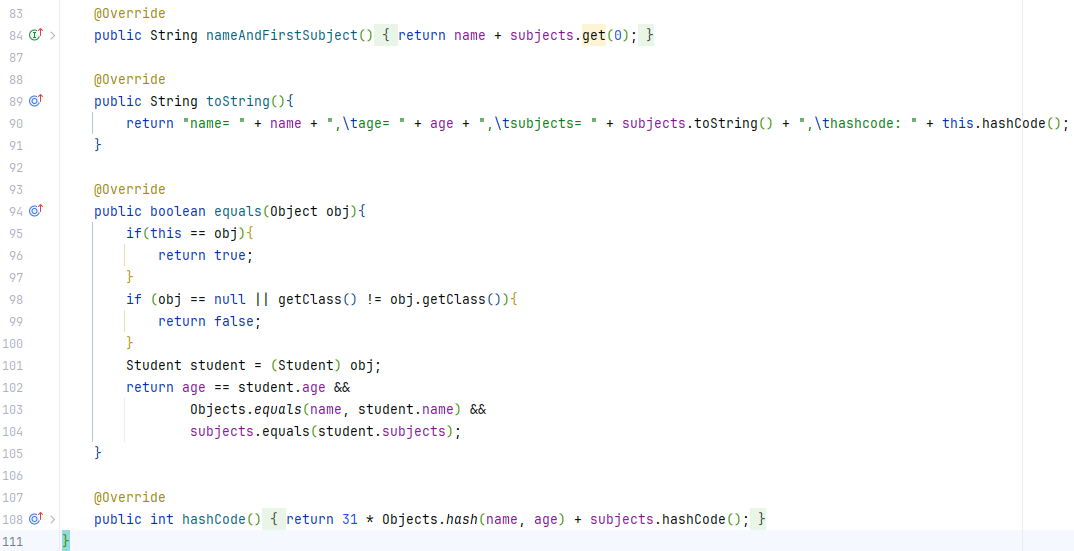 83 @Override
84 public String nameAndFirstSubject() { return name + subjects.get(0); }
87
88 @Override
89 public String toString(){
90 return "name= " + name + ",\tage= " + age + ",\tsubjects= " + subjects.toString() + ",\thashcode: " + this.hashCode();
91 }
92
93 @Override
94 public boolean equals(Object obj){
95 if(this == obj){
96 return true;
97 }
98 if (obj == null || getClass() != obj.getClass()){
99 return false;
100 }
101 Student student = (Student) obj;
102 return age == student.age &&
103 Objects.equals(name, student.name) &&
104 subjects.equals(student.subjects);
105 }
106
107 @Override
108 public int hashCode() { return 31 * Objects.hash(name, age) + subjects.hashCode(); }
111 }